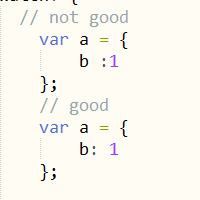 // not good
var a = {
b :1
};
// good
var a = {
b: 1
};